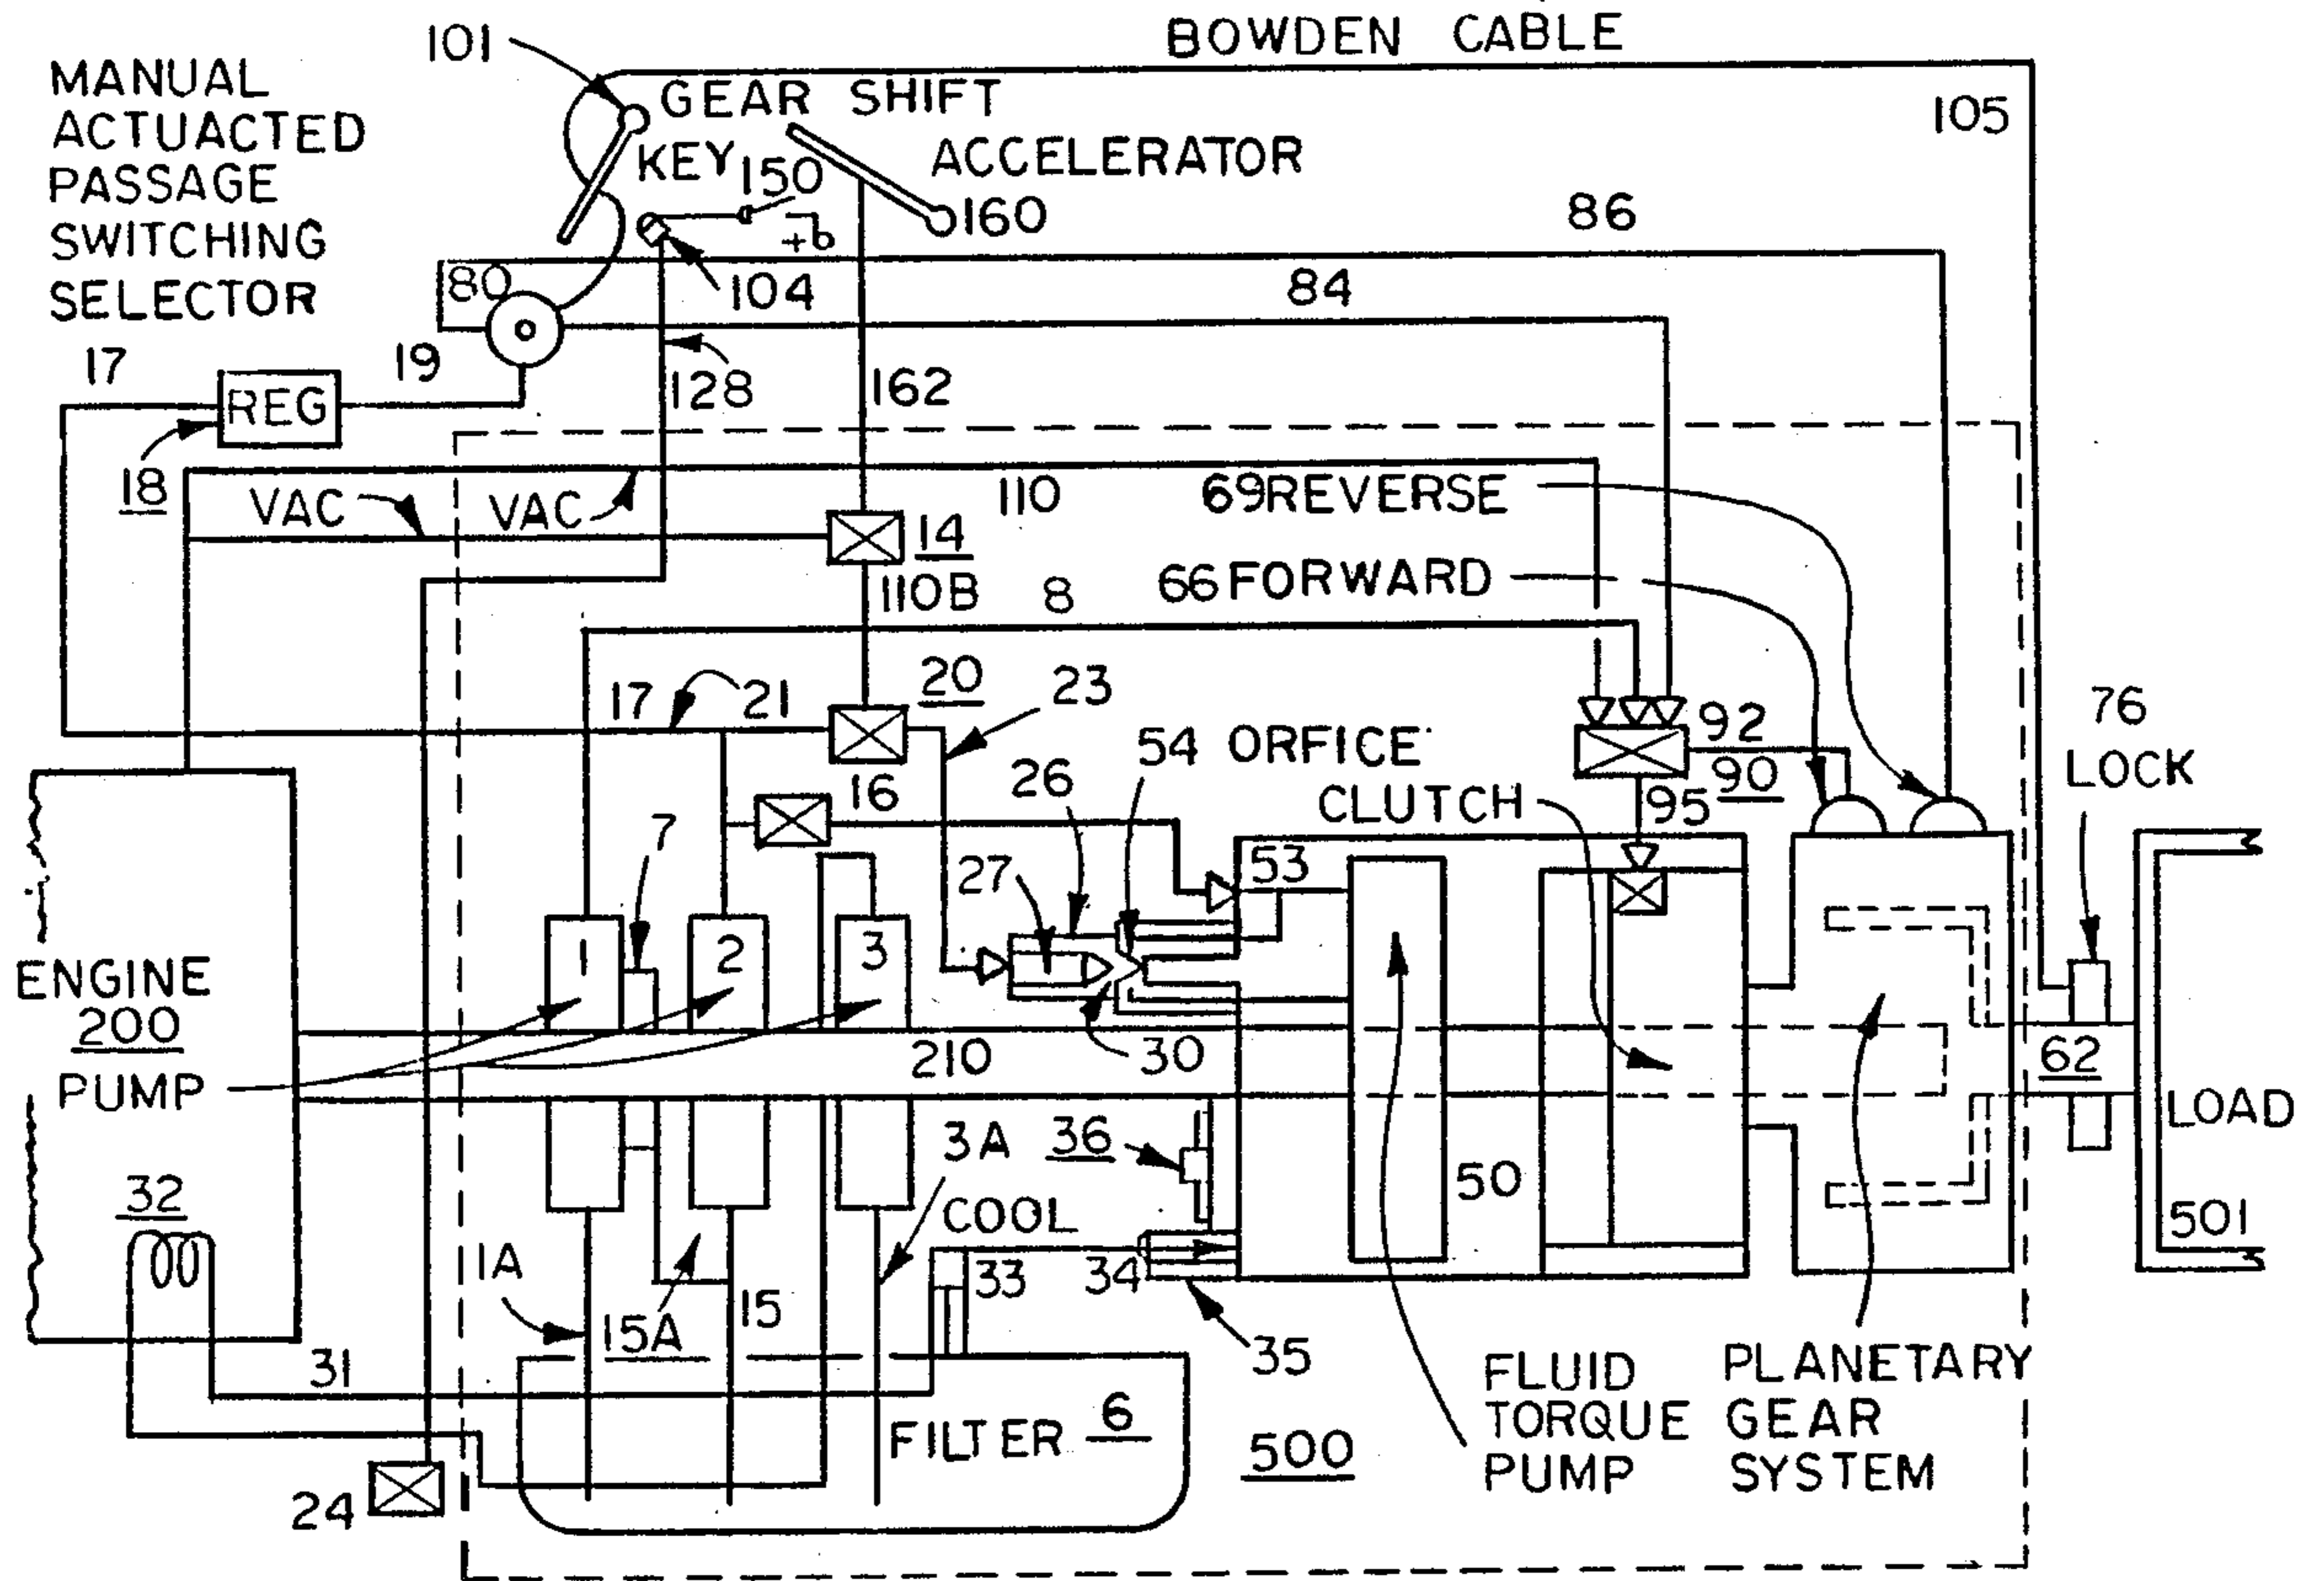 BOWDEN CABLE
101
MANUAL
ACTUACTED
PASSAGE
SWITCHING
SELECTOR
GEAR SHIFT
KEY
150
+b
ACCELERATOR
160
105
86
80
104
84
17
19
REG
128
162
18
VAC
VAC
110
69 REVERSE
14
110B
8
66 FORWARD
17
21
20
23
54 ORFICE
92
76
LOCK
16
26
CLUTCH
95
90
7
27
53
1
2
3
ENGINE
200
PUMP
210
30
62
LOAD
3A
36
32
COOL
50
501
1A
15A
15
33
34
35
31
FILTER 6
500
FLUID
TORQUE
PUMP
PLANETARY
GEAR
SYSTEM
24